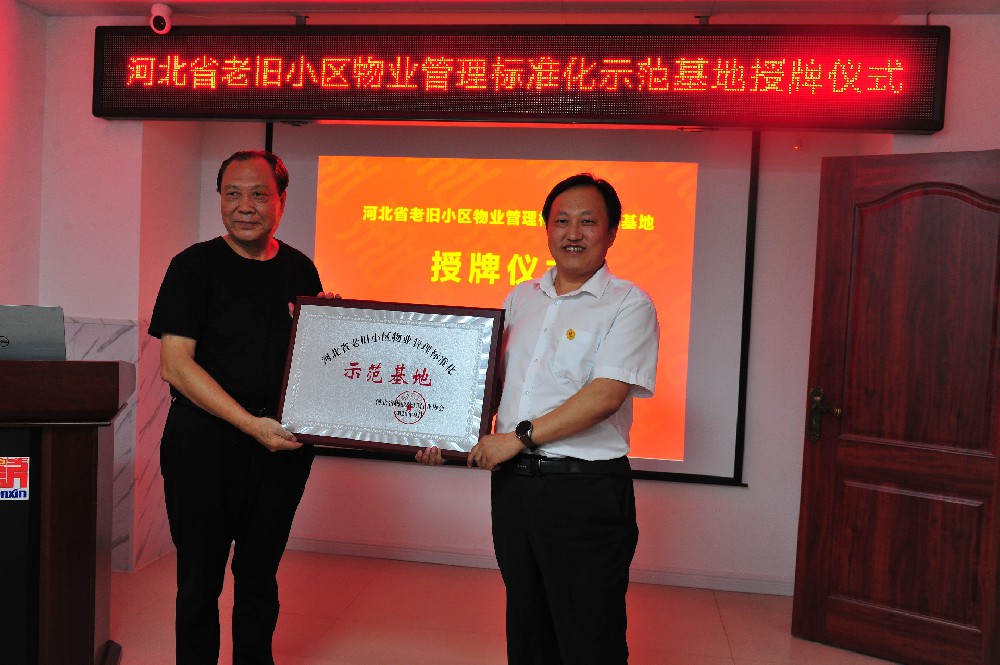 河北省老旧小区物业管理标准化示范基地授牌仪式
河北省老旧小区物业管理标 基地
授牌仪
河北省老旧小区物业管理标准化
示范基地
DELL